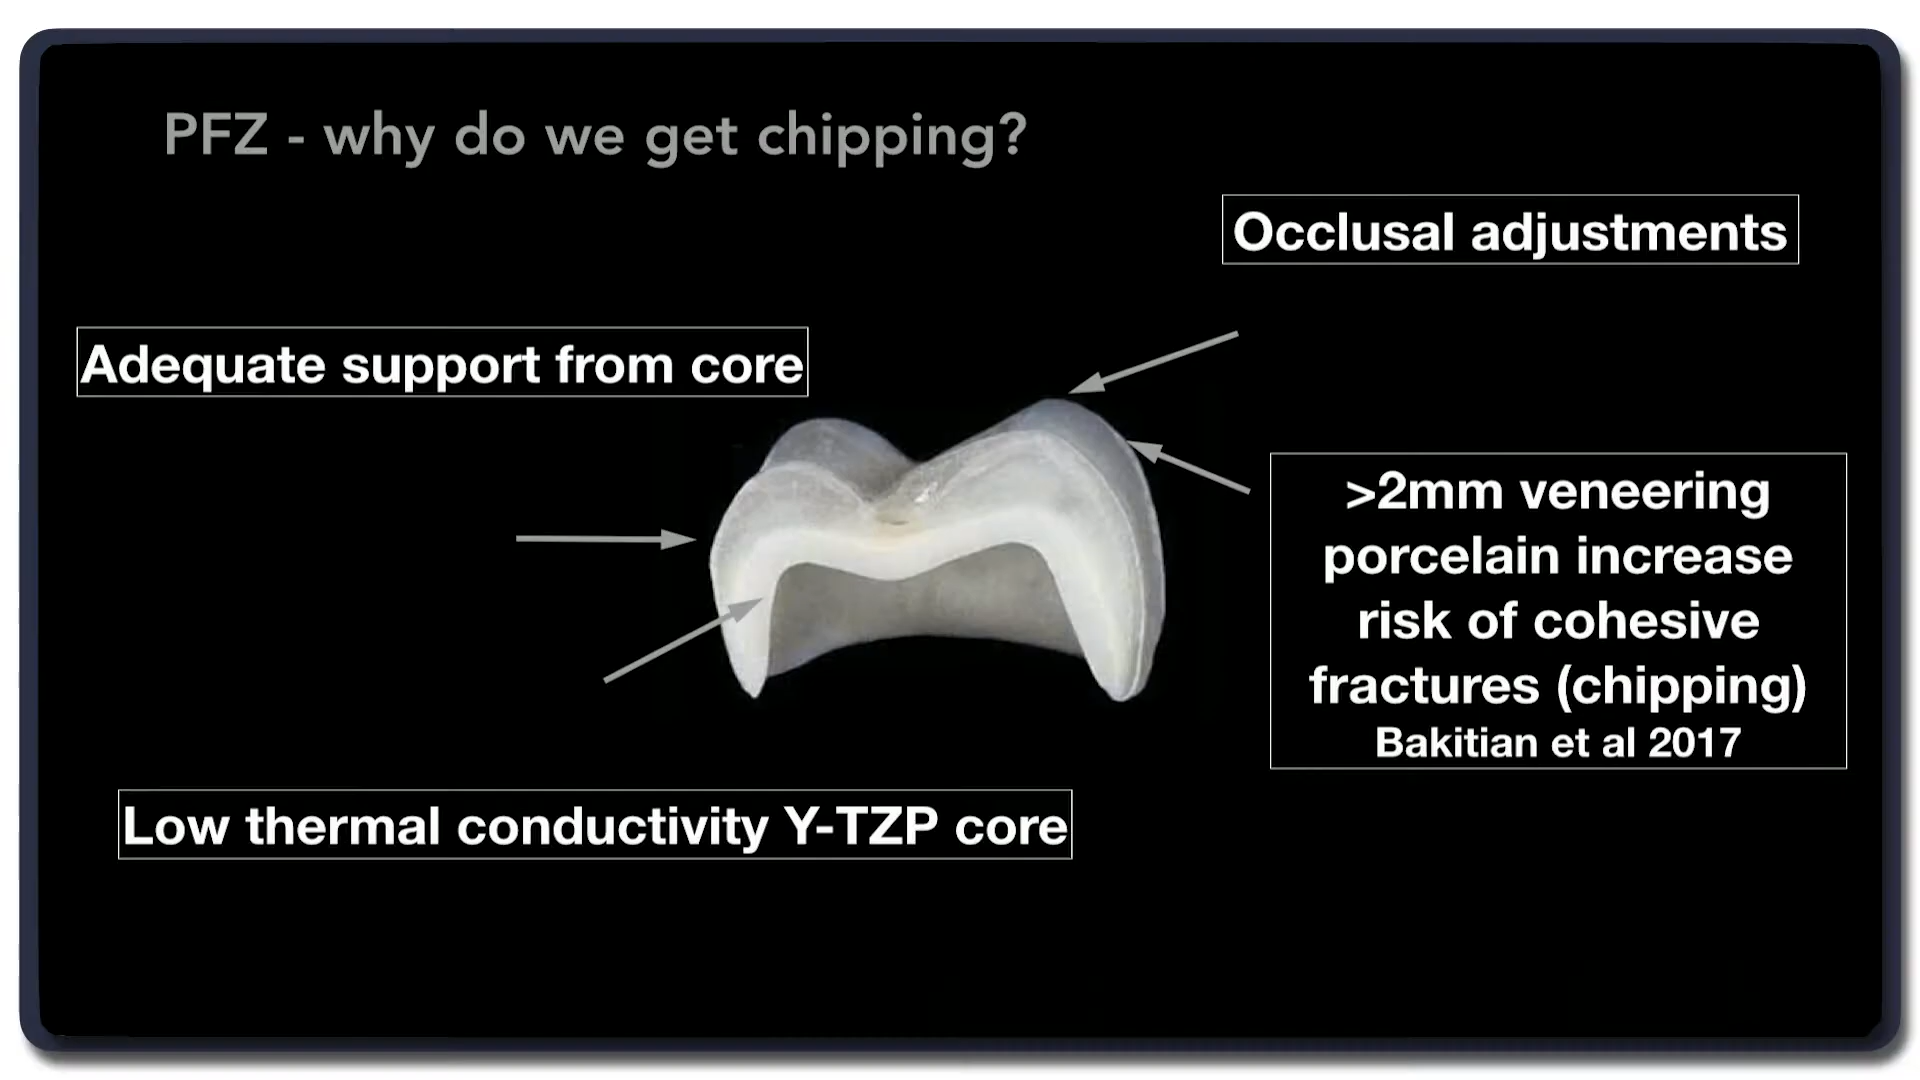 PFZ - why do we get chipping?
Occlusal adjustments
Adequate support from core
>2mm veneering
porcelain increase
risk of cohesive
fractures (chipping)
Bakitian et al 2017
Low thermal conductivity Y-TZP core